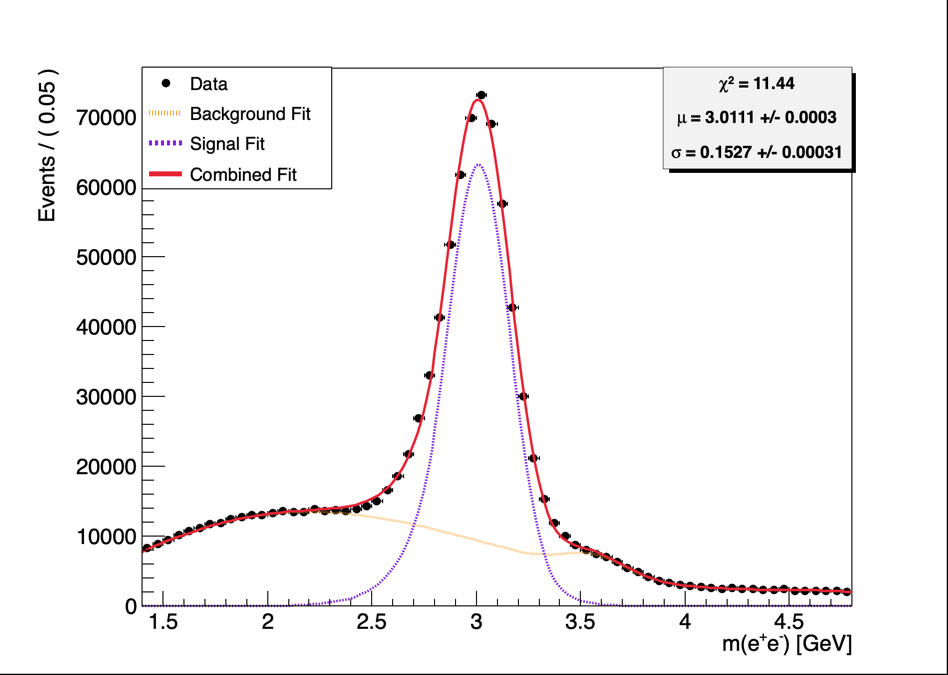 Events / ( 0.05 )
Data
Background Fit
Signal Fit
Combined Fit
χ² = 11.44
μ = 3.0111 +/- 0.0003
σ = 0.1527 +/- 0.00031
70000
60000
50000
40000
30000
20000
10000
0
1.5 2 2.5 3 3.5 4 4.5
m(e⁺e⁻) [GeV]